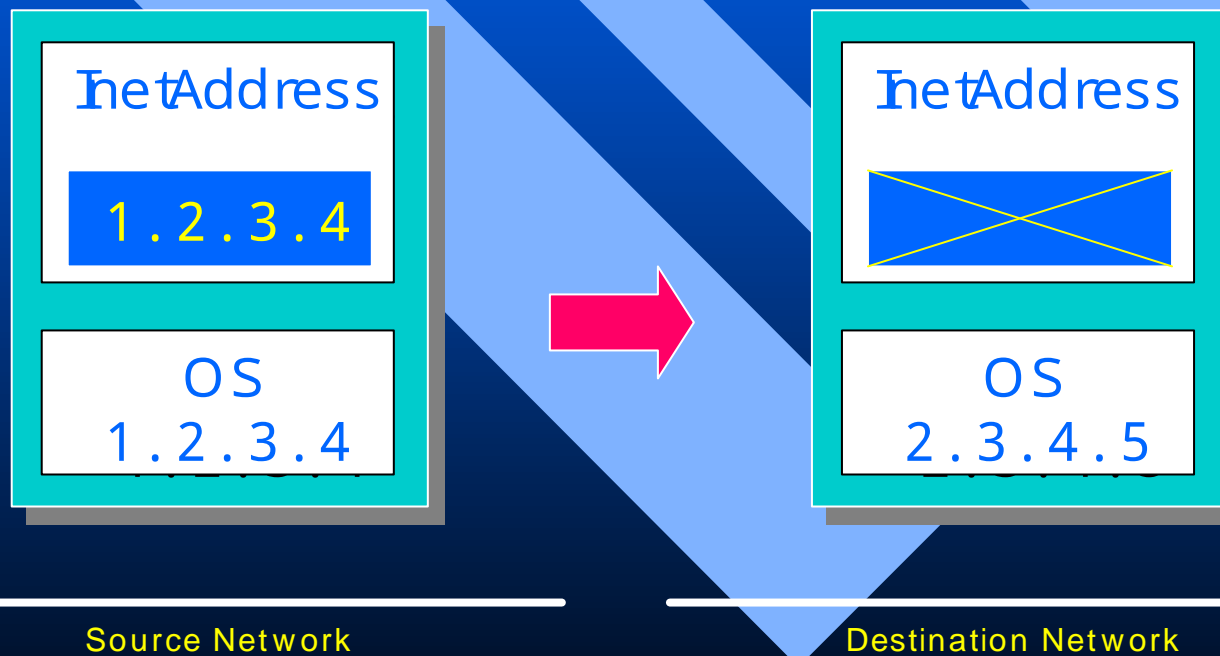 InetAddress
1.2.3.4
OS
1.2.3.4
Source Network
InetAddress
OS
2.3.4.5
Destination Network